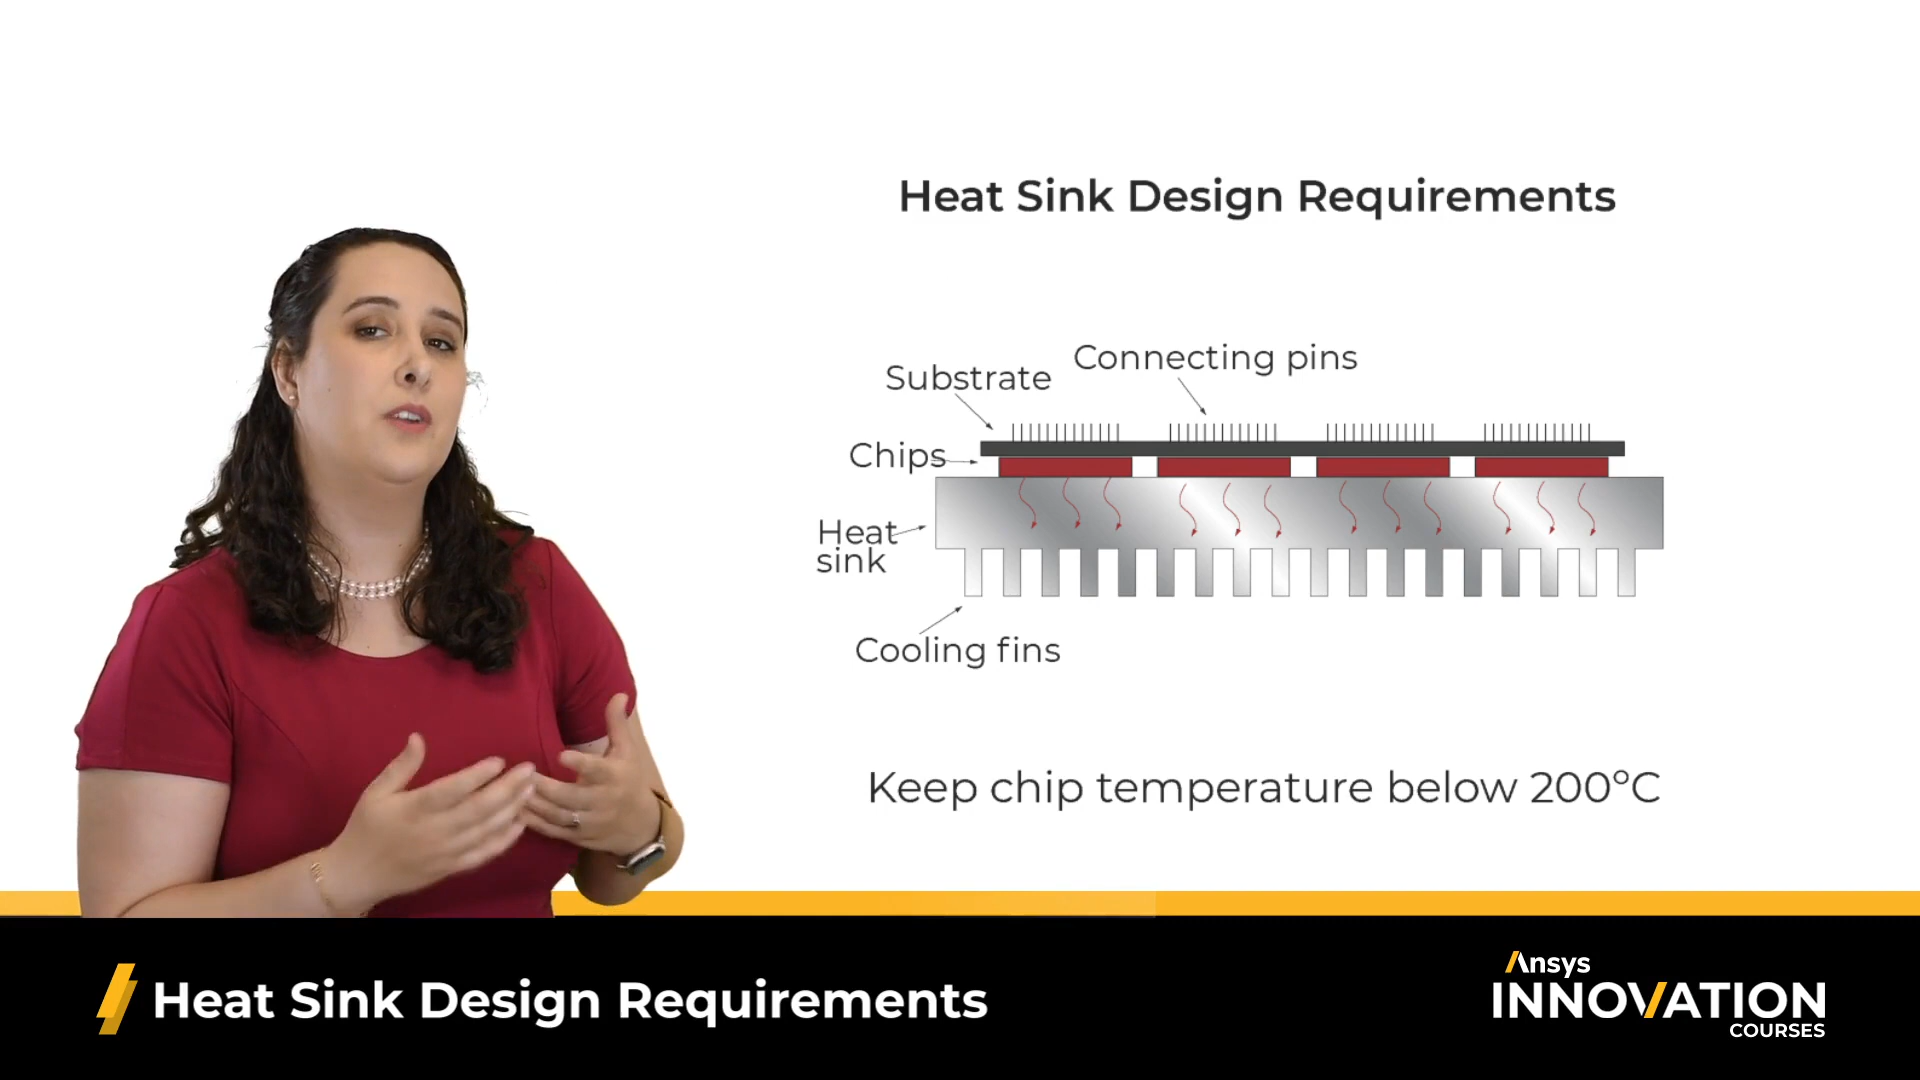 Heat Sink Design Requirements
Connecting pins
Substrate
Chips
Heat
sink
Cooling fins
Keep chip temperature below 200°C
Heat Sink Design Requirements
Ansys
INNOVATION
COURSES